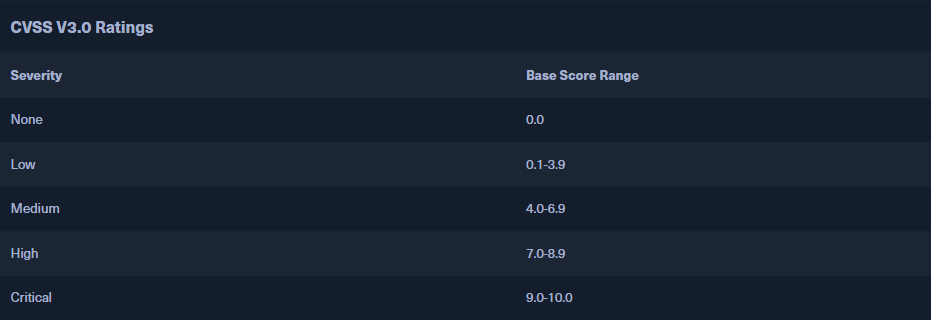 CVSS V3.0 Ratings
Severity Base Score Range
None 0.0
Low 0.1-3.9
Medium 4.0-6.9
High 7.0-8.9
Critical 9.0-10.0